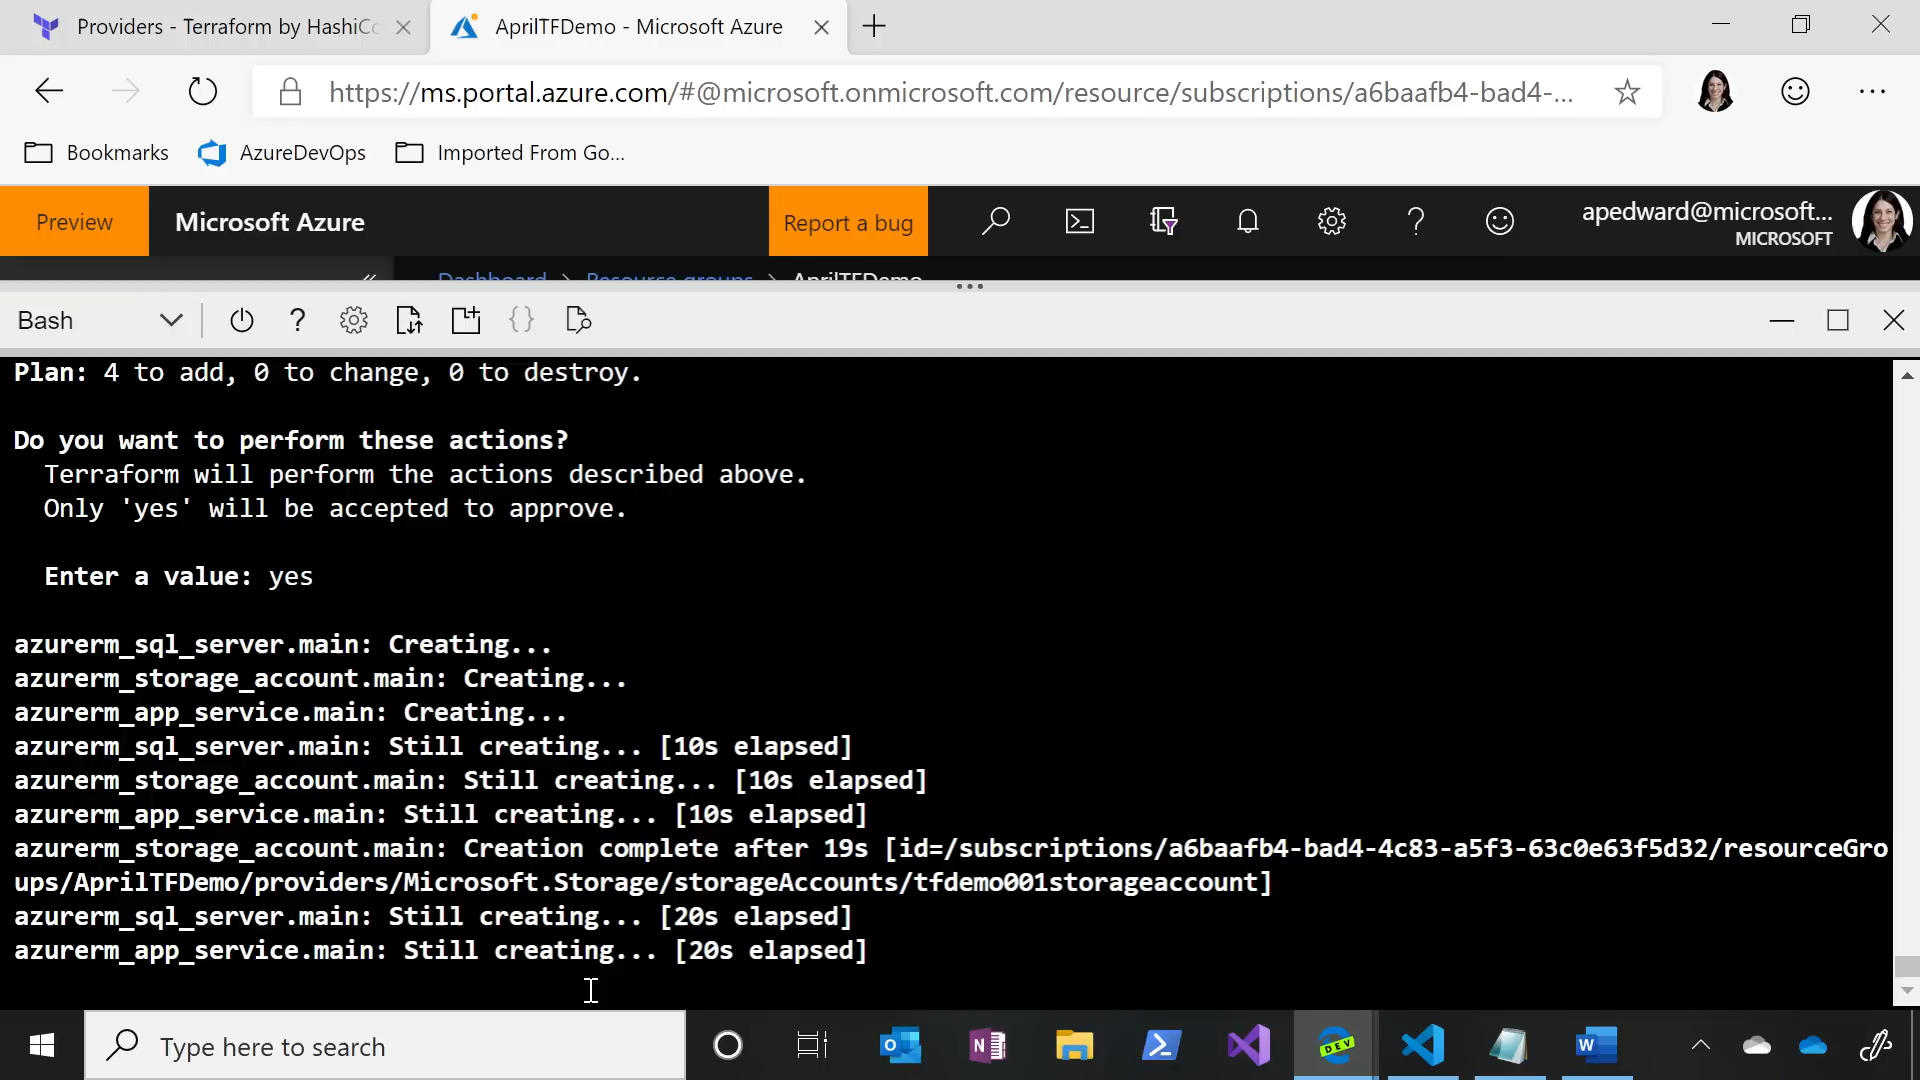 Providers - Terraform by HashiCo
AprilTFDemo - Microsoft Azure
https://ms.portal.azure.com/#@microsoft.onmicrosoft.com/resource/subscriptions/a6baafb4-bad4-...
Bookmarks
AzureDevOps
Imported From Go...
Preview
Microsoft Azure
Report a bug
apedward@microsoft...
MICROSOFT
Dashboard > Resource groups > AprilTFDemo
Bash
Plan: 4 to add, 0 to change, 0 to destroy.
Do you want to perform these actions?
Terraform will perform the actions described above.
Only 'yes' will be accepted to approve.
Enter a value: yes
azurerm_sql_server.main: Creating...
azurerm_storage_account.main: Creating...
azurerm_app_service.main: Creating...
azurerm_sql_server.main: Still creating... [10s elapsed]
azurerm_storage_account.main: Still creating... [10s elapsed]
azurerm_app_service.main: Still creating... [10s elapsed]
azurerm_storage_account.main: Creation complete after 19s [id=/subscriptions/a6baafb4-bad4-4c83-a5f3-63c0e63f5d32/resourceGro
ups/AprilTFDemo/providers/Microsoft.Storage/storageAccounts/tfdemo001storageaccount]
azurerm_sql_server.main: Still creating... [20s elapsed]
azurerm_app_service.main: Still creating... [20s elapsed]
Type here to search
DEV